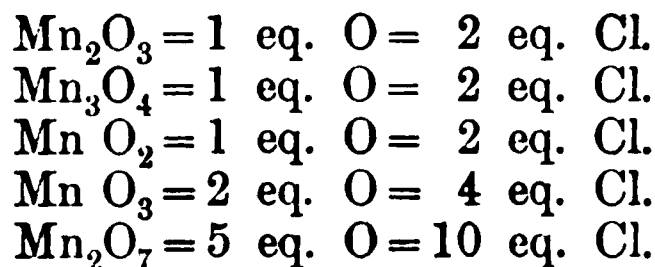 Mn₂O₃ = 1 eq. O = 2 eq. Cl.
Mn₃O₄ = 1 eq. O = 2 eq. Cl.
Mn O₂ = 1 eq. O = 2 eq. Cl.
Mn O₃ = 2 eq. O = 4 eq. Cl.
Mn₂O₇ = 5 eq. O = 10 eq. Cl.